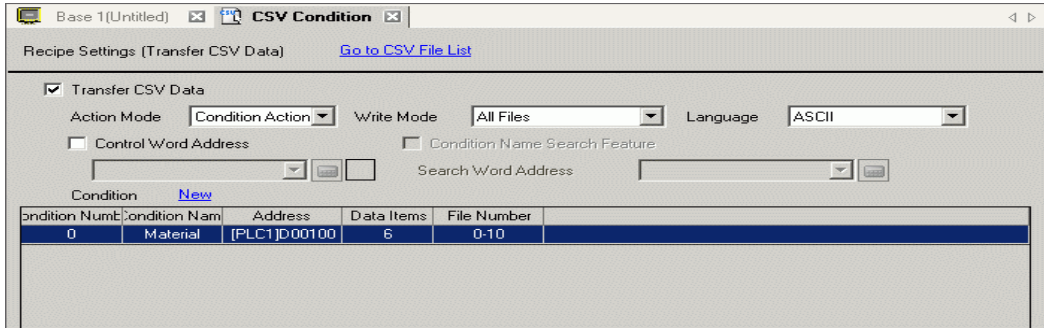 Base 1(Untitled) CSV Condition
Recipe Settings (Transfer CSV Data) Go to CSV File List
Transfer CSV Data
Action Mode Condition Action Write Mode All Files Language ASCII
Control Word Address Condition Name Search Feature
Search Word Address
Condition New
ondition Numb ondition Nam Address Data Items File Number
0 Material [PLC1]D00100 6 0-10